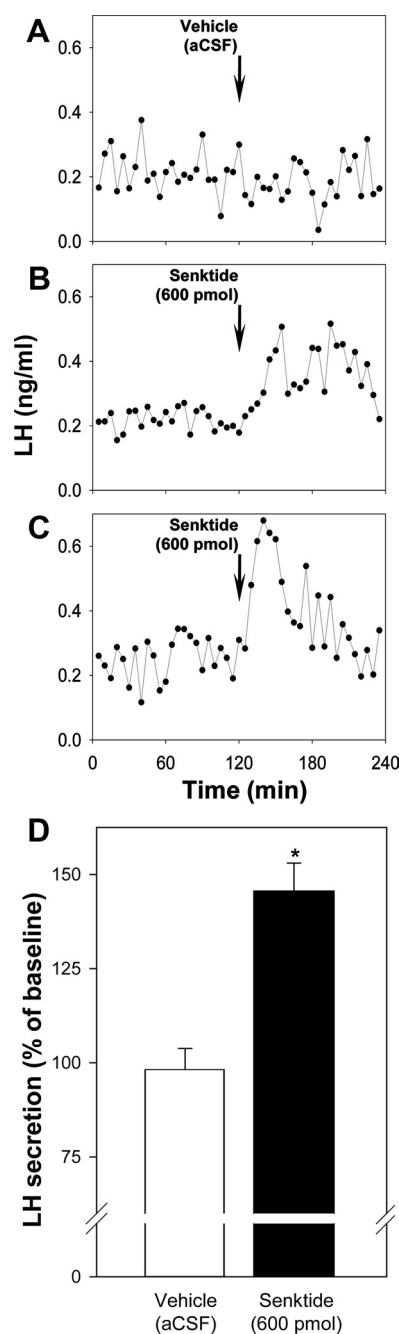 A
Vehicle
(aCSF)
0.6
0.4
0.2
0.0
B
Senktide
(600 pmol)
0.6
0.4
0.2
0.0
LH (ng/ml)
C
Senktide
(600 pmol)
0.6
0.4
0.2
0.0
0 60 120 180 240
Time (min)
D
*
150
125
100
75
0
LH secretion (% of baseline)
Vehicle
(aCSF)
Senktide
(600 pmol)